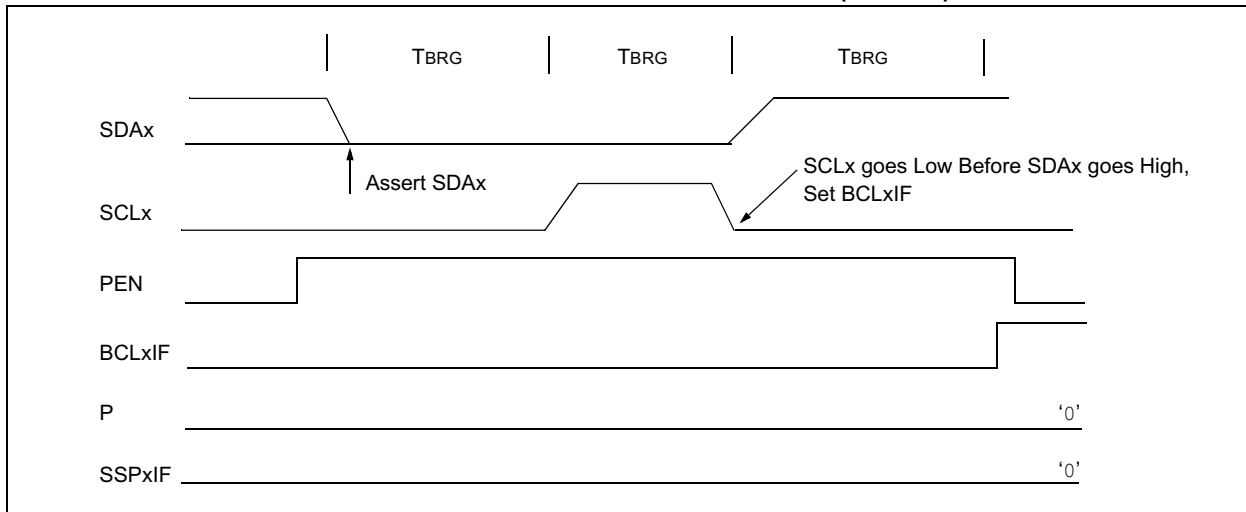 TBRG TBRG TBRG
SDAx
Assert SDAx
SCLx goes Low Before SDAx goes High,
Set BCLxIF
SCLx
PEN
BCLxIF
P '0'
SSPxIF '0'